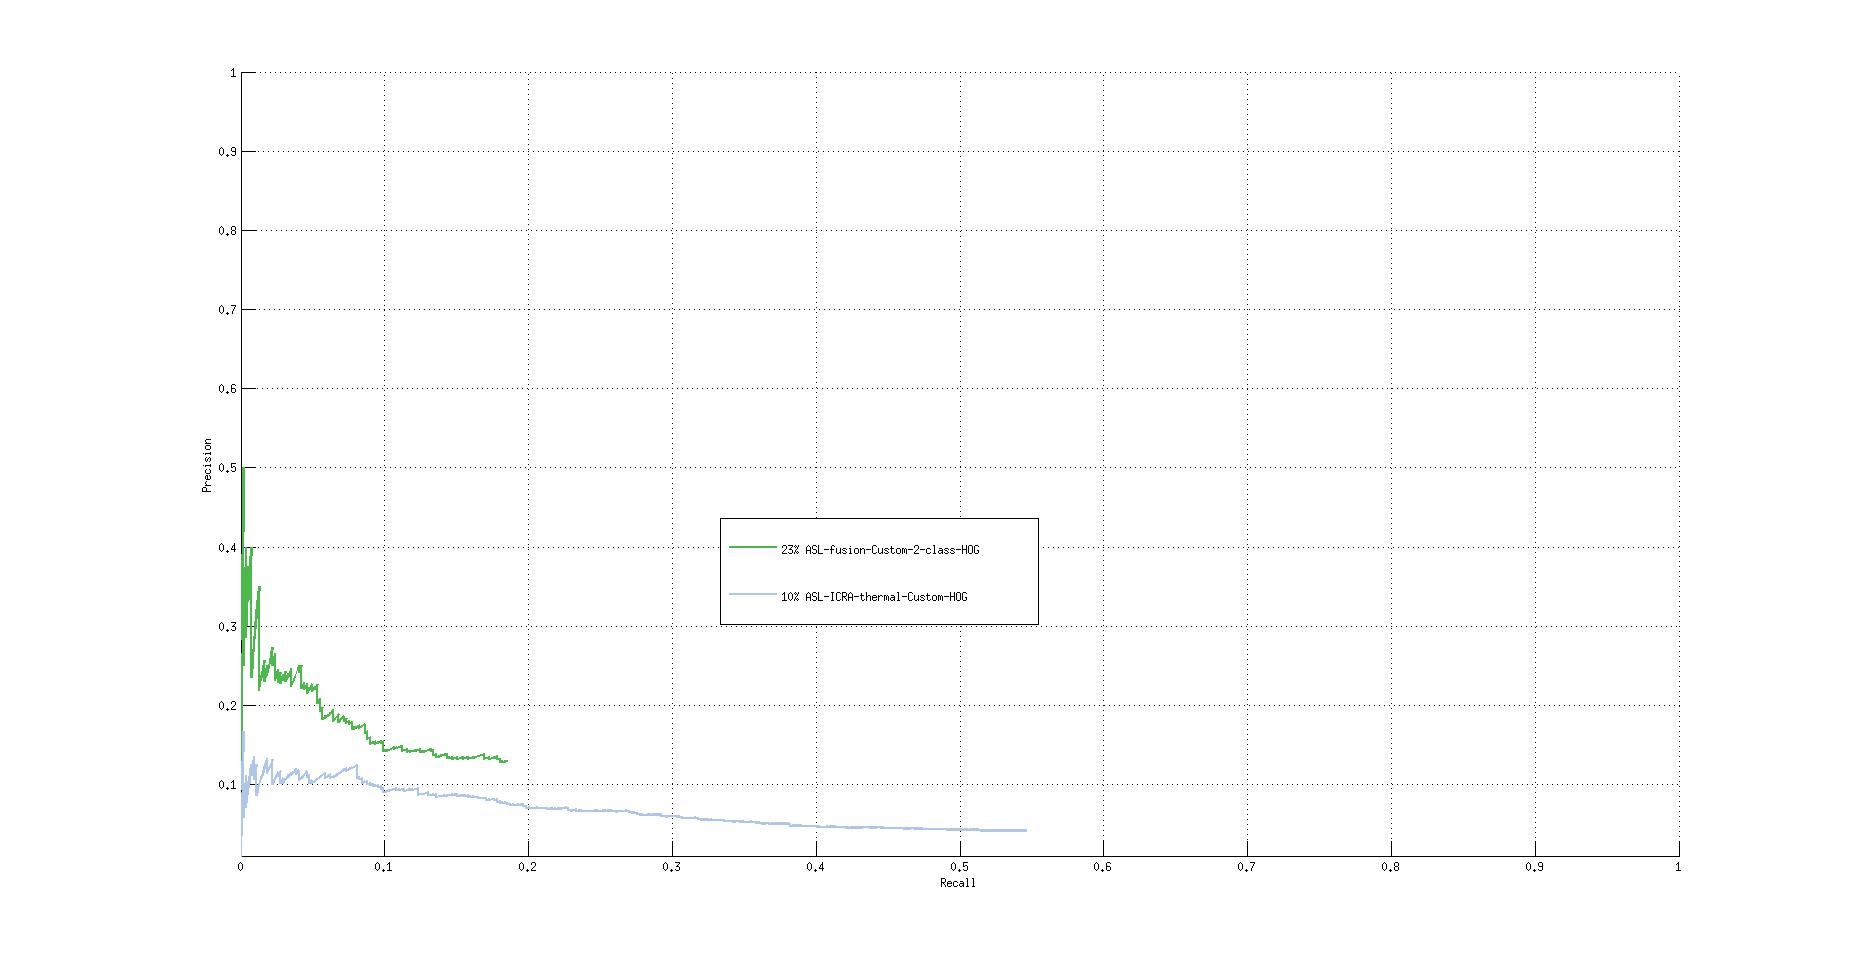 1
0.9
0.8
0.7
0.6
0.5
0.4
0.3
0.2
0.1
Precision
23% ASL-fusion-Custom-2-class-HOG
10% ASL-ICRA-thermal-Custom-HOG
0 0.1 0.2 0.3 0.4 0.5 0.6 0.7 0.8 0.9 1
Recall